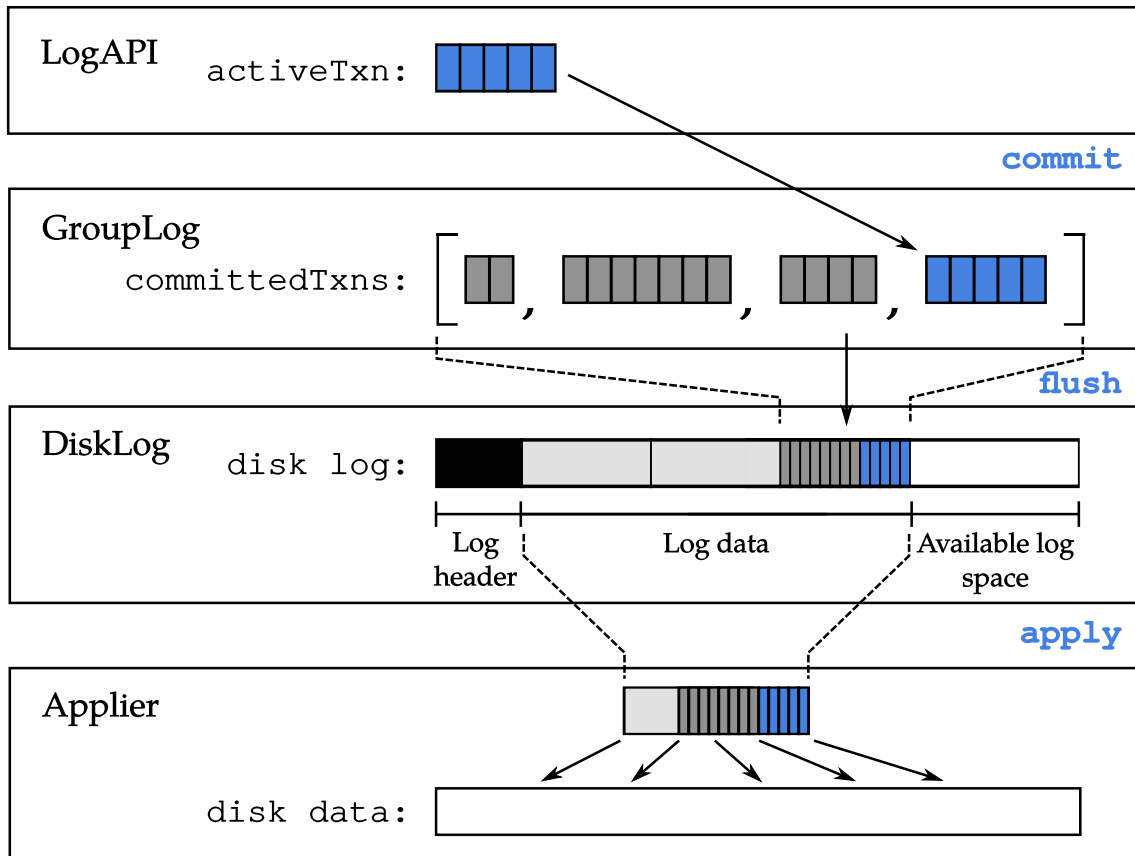 LogAPI
activeTxn:
commit
GroupLog
committedTxns:
[ , , , ]
flush
DiskLog
disk log:
Log
header
Log data
Available log
space
apply
Applier
disk data: